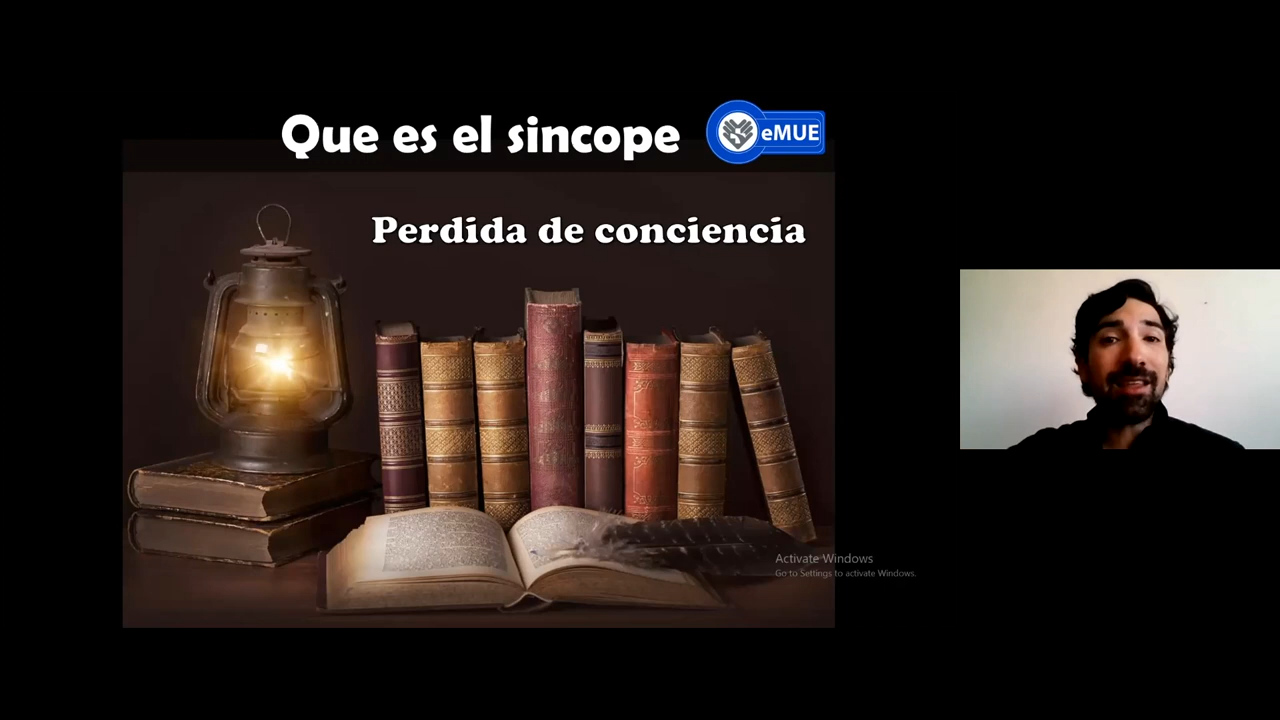 Que es el sincope
eMUE
Perdida de conciencia
Activate Windows
Go to Settings to activate Windows.